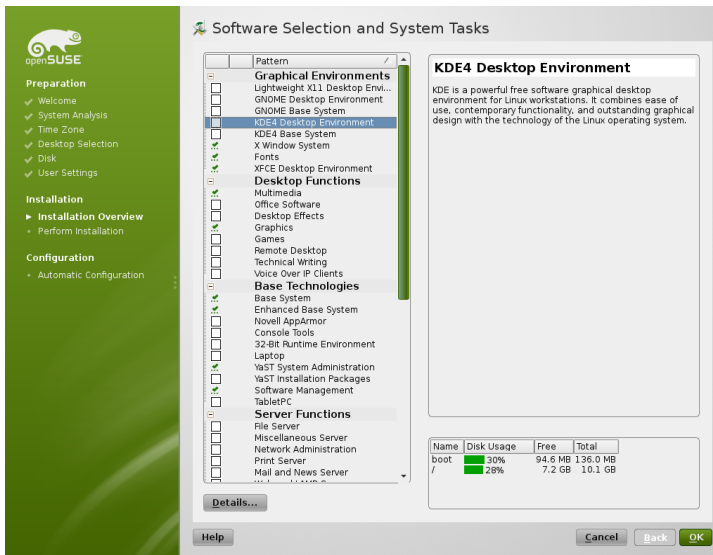 Software Selection and System Tasks
openSUSE
Preparation
Welcome
System Analysis
Time Zone
Desktop Selection
Disk
User Settings
Installation
Installation Overview
Perform Installation
Configuration
Automatic Configuration
Pattern
Graphical Environments
Lightweight X11 Desktop Envi...
GNOME Desktop Environment
GNOME Base System
KDE4 Desktop Environment
KDE4 Base System
X Window System
Fonts
XFCE Desktop Environment
Desktop Functions
Multimedia
Office Software
Desktop Effects
Graphics
Games
Remote Desktop
Technical Writing
Voice Over IP Clients
Base Technologies
Base System
Enhanced Base System
Novell AppArmor
Console Tools
32-Bit Runtime Environment
Laptop
YaST System Administration
YaST Installation Packages
Software Management
TabletPC
Server Functions
File Server
Miscellaneous Server
Network Administration
Print Server
Mail and News Server
Details...
KDE4 Desktop Environment
KDE is a powerful free software graphical desktop
environment for Linux workstations. It combines ease of
use, contemporary functionality, and outstanding graphical
design with the technology of the Linux operating system.
Name Disk Usage Free Total
boot 30% 94.6 MB 136.0 MB
/ 28% 7.2 GB 10.1 GB
Help Cancel Back OK